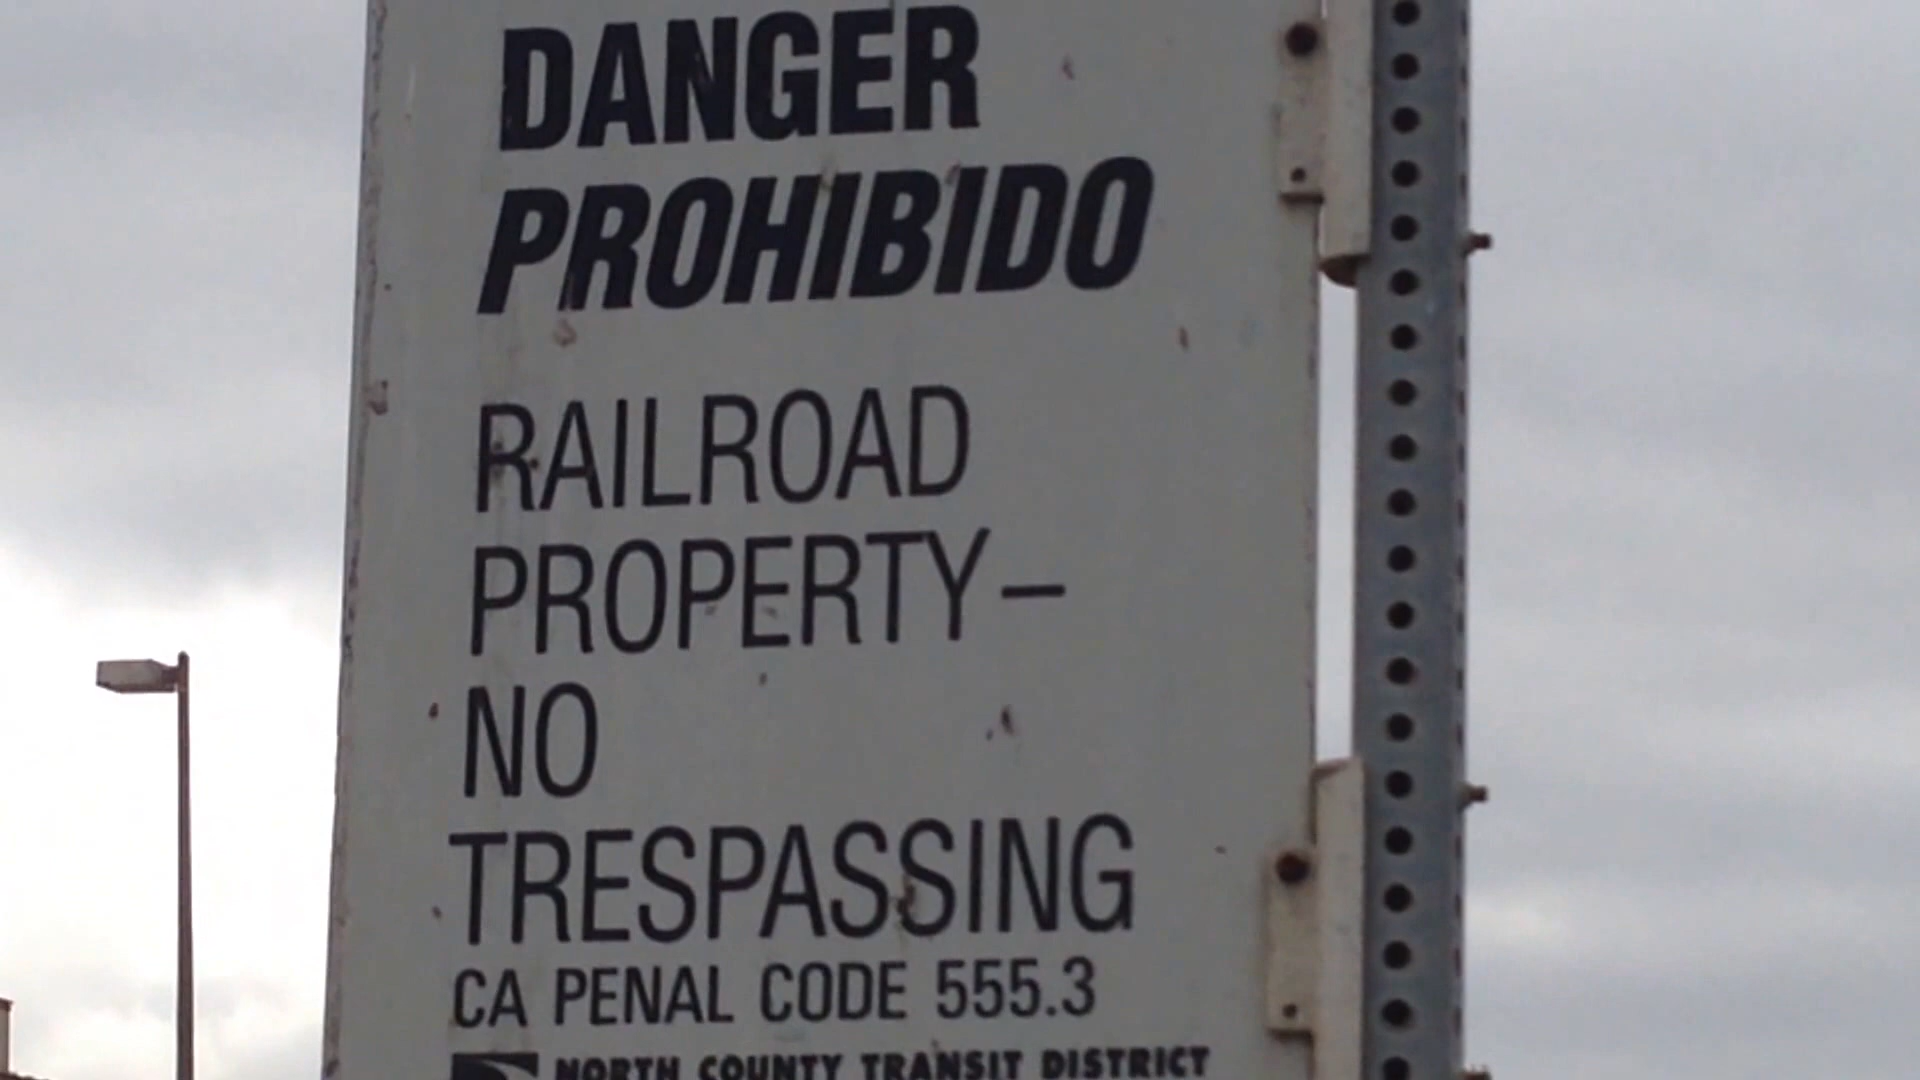 DANGER
PROHIBIDO
RAILROAD
PROPERTY–
NO
TRESPASSING
CA PENAL CODE 555.3
NORTH COUNTY TRANSIT DISTRICT